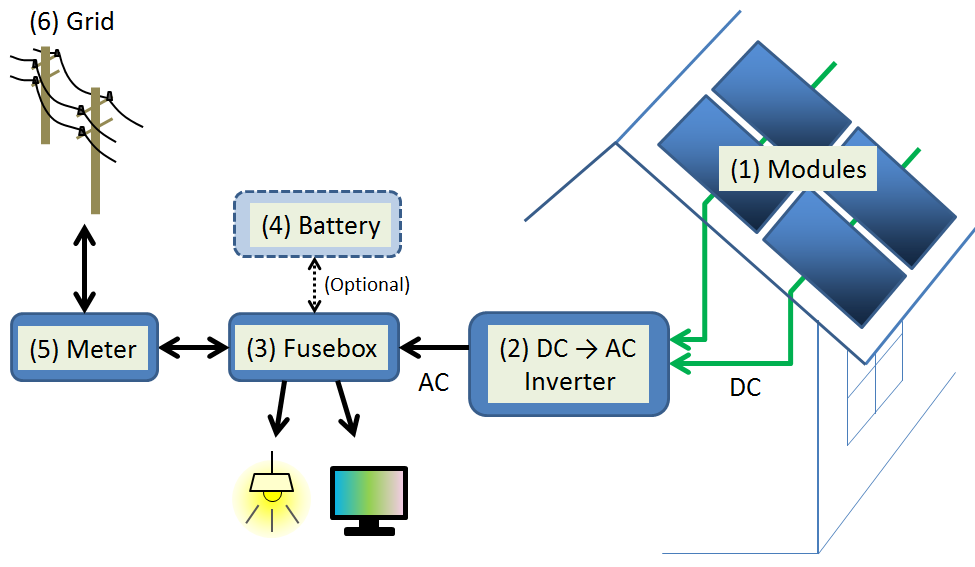 (6) Grid
(1) Modules
(4) Battery
(Optional)
(5) Meter
(3) Fusebox
(2) DC → AC
Inverter
AC
DC